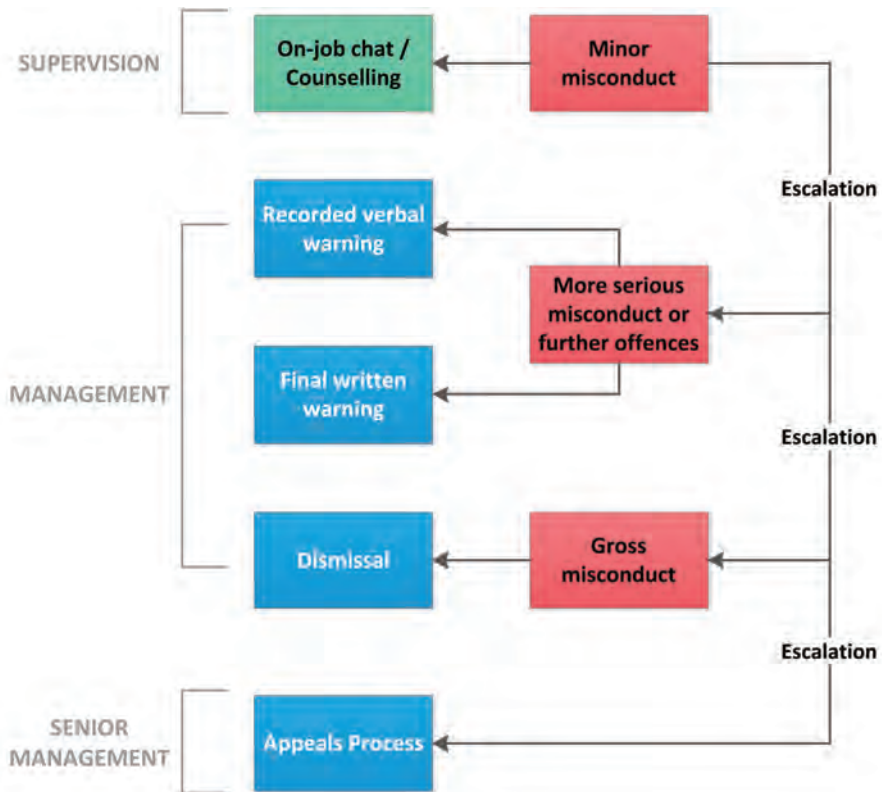 SUPERVISION
On-job chat /
Counselling
Minor
misconduct
Escalation
Recorded verbal
warning
More serious
misconduct or
further offences
MANAGEMENT
Final written
warning
Escalation
Dismissal
Gross
misconduct
Escalation
SENIOR
MANAGEMENT
Appeals Process